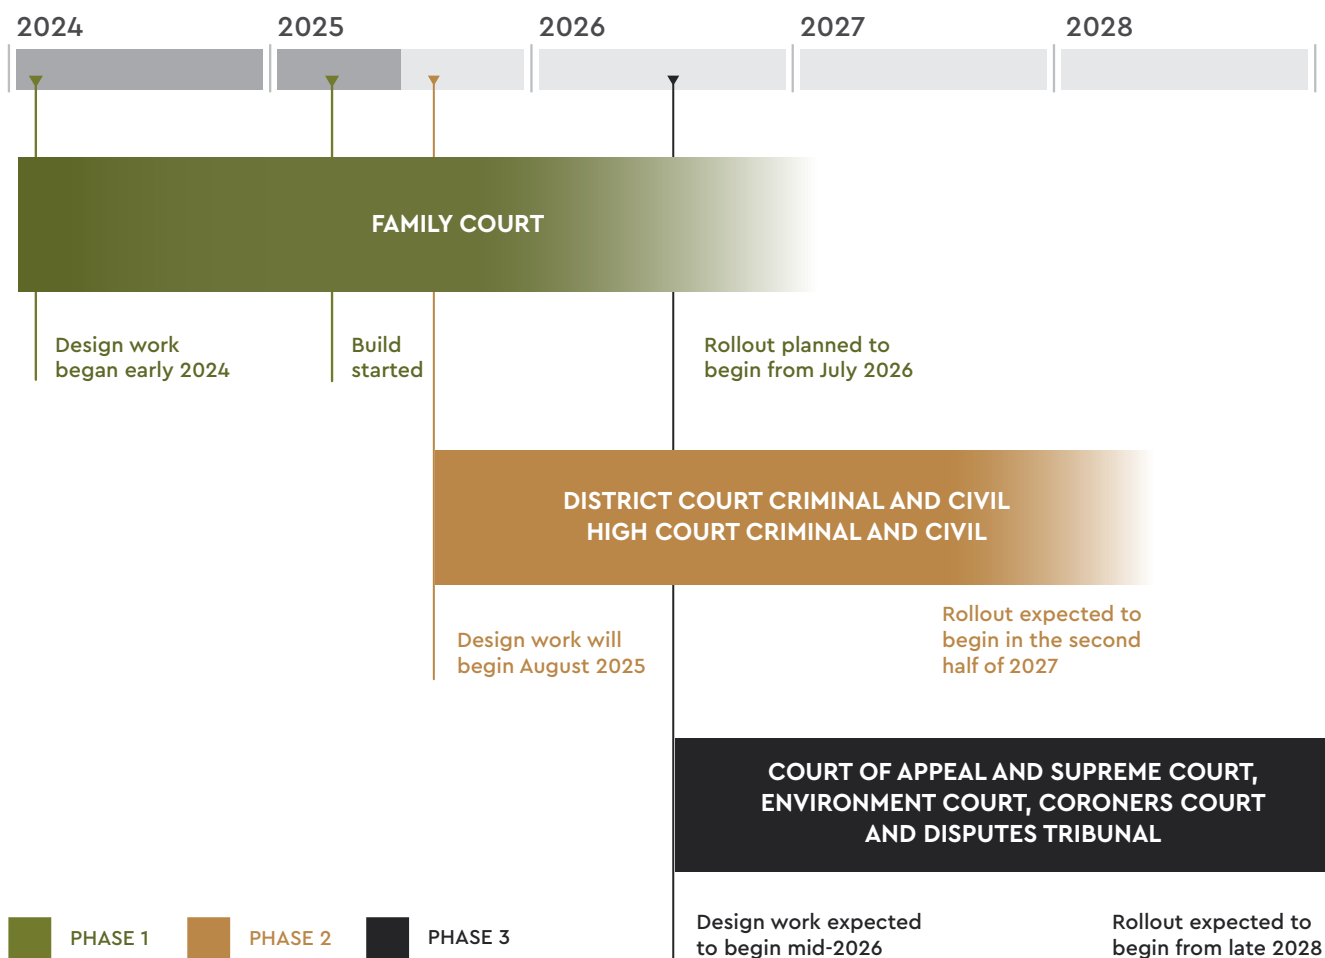 2024
2025
2026
2027
2028
FAMILY COURT
Design work
began early 2024
Build
started
Rollout planned to
begin from July 2026
DISTRICT COURT CRIMINAL AND CIVIL
HIGH COURT CRIMINAL AND CIVIL
Design work will
begin August 2025
Rollout expected to
begin in the second
half of 2027
COURT OF APPEAL AND SUPREME COURT,
ENVIRONMENT COURT, CORONERS COURT
AND DISPUTES TRIBUNAL
Design work expected
to begin mid-2026
Rollout expected to
begin from late 2028
PHASE 1
PHASE 2
PHASE 3